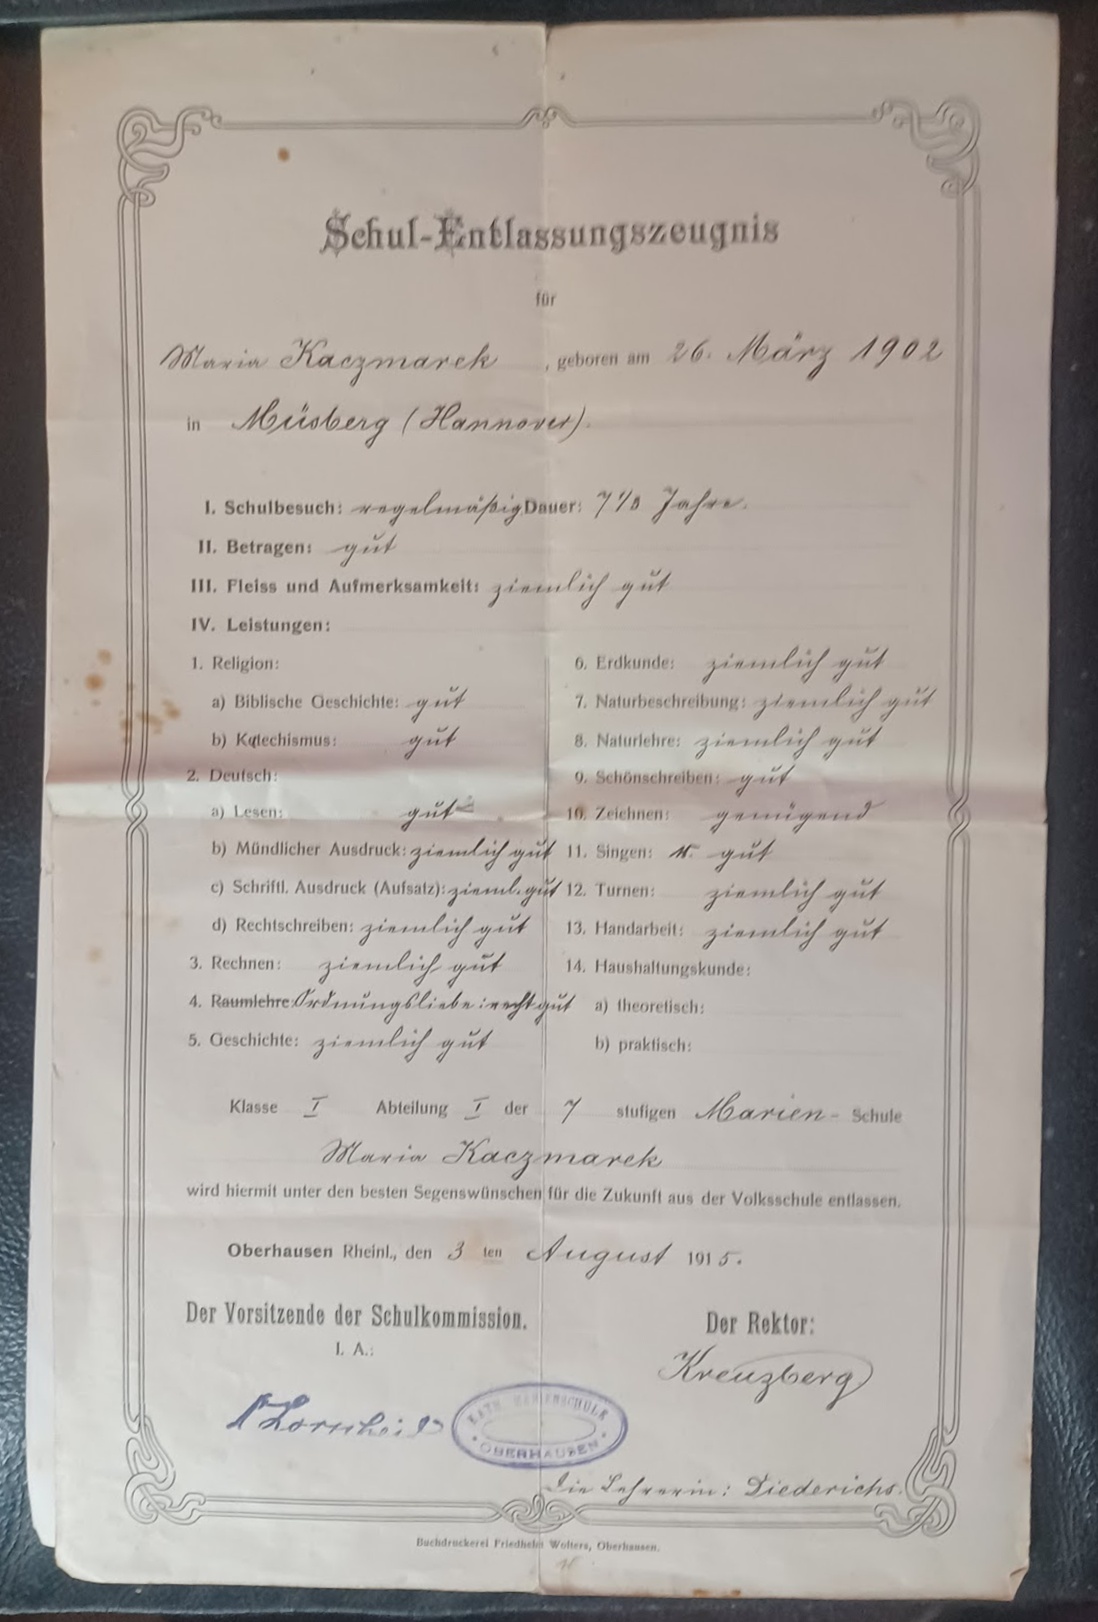 Schul-Entlassungszeugnis
für
Maria Kaczmarek, geboren am 26. März 1902
in Müsberg (Hannover).
I. Schulbesuch: regelmäßig Dauer: 7 Jahre.
II. Betragen: gut
III. Fleiss und Aufmerksamkeit: ziemlich gut
IV. Leistungen:
1. Religion:
a) Biblische Geschichte: gut
b) Katechismus: gut
2. Deutsch:
a) Lesen: gut
b) Mündlicher Ausdruck: ziemlich gut
c) Schriftl. Ausdruck (Aufsatz): zieml. gut
d) Rechtschreiben: ziemlich gut
3. Rechnen: ziemlich gut
4. Raumlehre: Ordnungsliebe: recht gut
5. Geschichte: ziemlich gut
6. Erdkunde: ziemlich gut
7. Naturbeschreibung: ziemlich gut
8. Naturlehre: ziemlich gut
9. Schönschreiben: gut
10. Zeichnen: genügend
11. Singen: gut
12. Turnen: ziemlich gut
13. Handarbeit: ziemlich gut
14. Haushaltungskunde:
a) theoretisch:
b) praktisch:
Klasse I Abteilung I der 7 stufigen Marien- Schule
Maria Kaczmarek
wird hiermit unter den besten Segenswünschen für die Zukunft aus der Volksschule entlassen.
Oberhausen Rheinl., den 3 ten August 1915.
Der Vorsitzende der Schulkommission.
I. A.:
Der Rektor:
Kreuzberg
KATH. MARIENSCHULE
OBERHAUSEN
Die Lehrerin: Diederichs.
Buchdruckerei Friedhelm Wolters, Oberhausen.